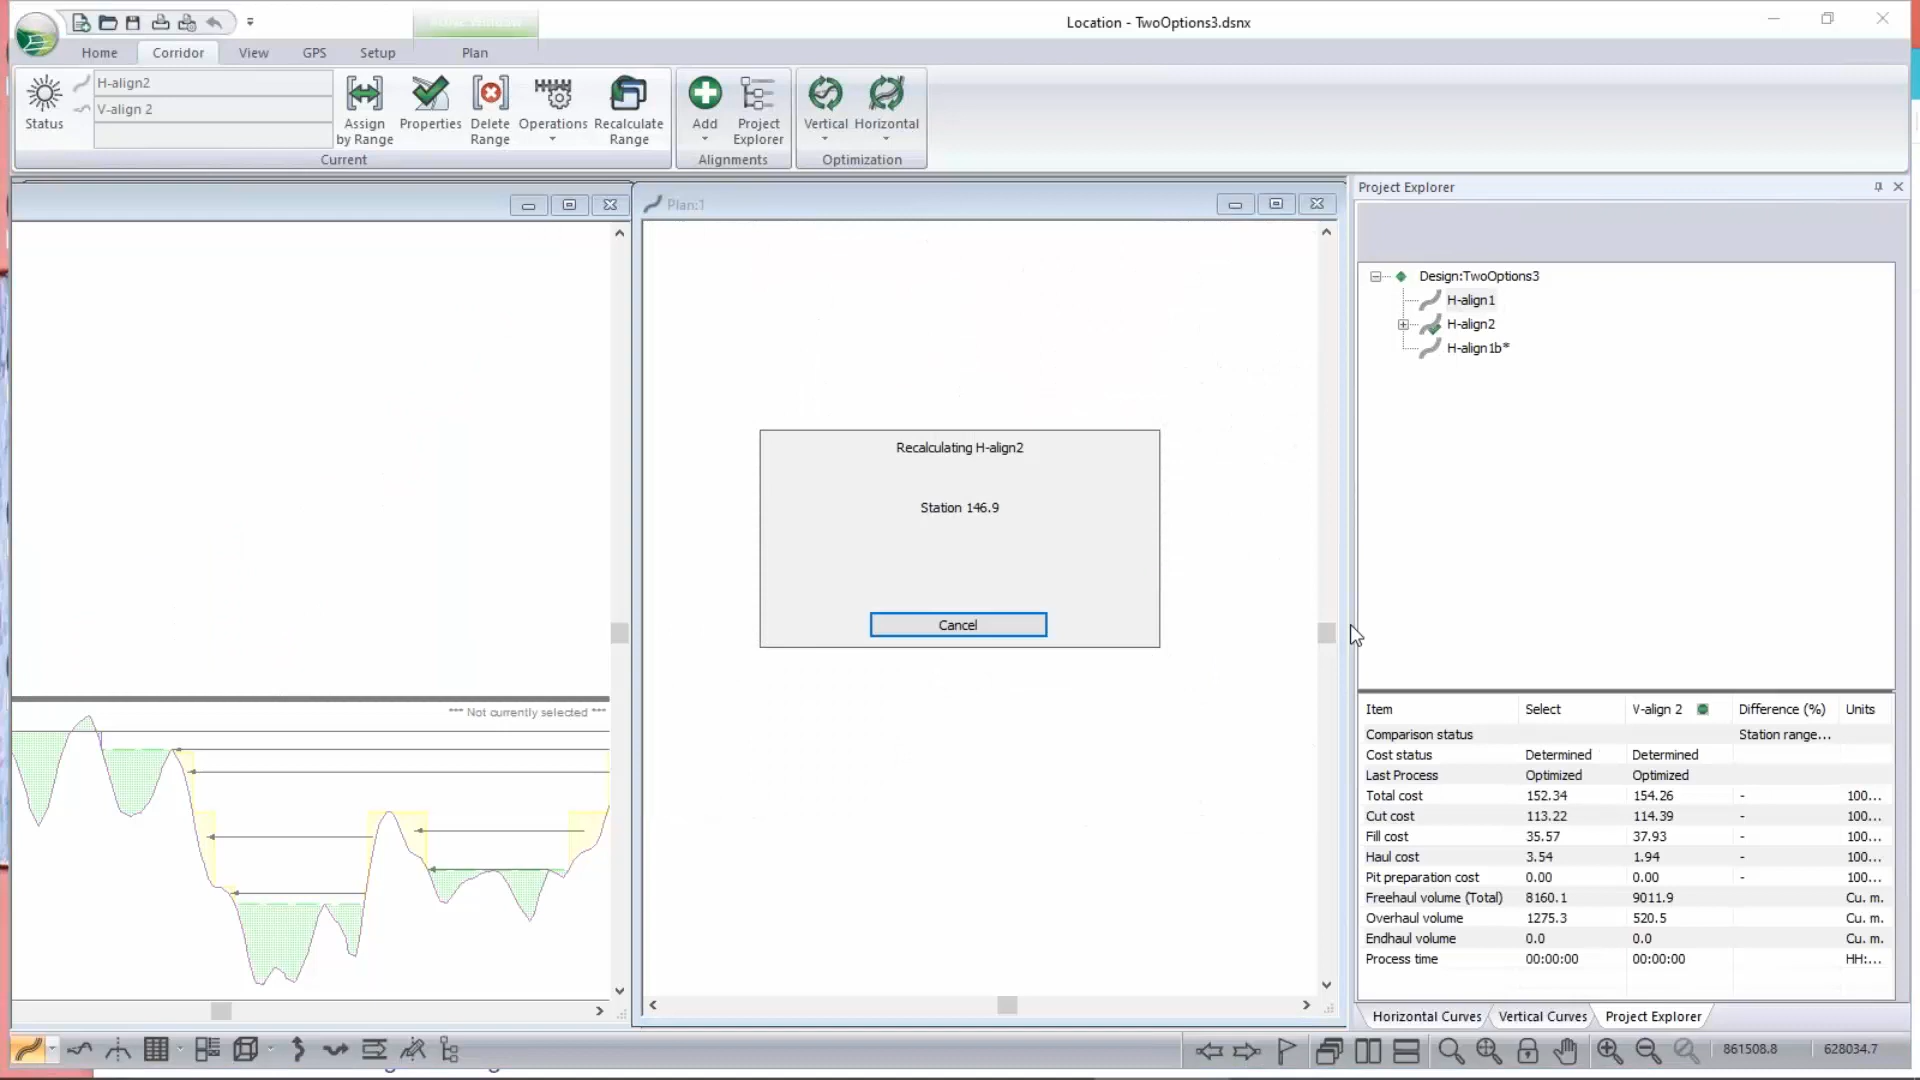 Location - TwoOptions3.dsnx
Home Corridor View GPS Setup Plan
Status
H-align2
V-align 2
Assign by Range
Properties
Delete Range
Operations
Recalculate Range
Current
Add
Project Explorer
Alignments
Vertical
Horizontal
Optimization
Plan:1
Recalculating H-align2
Station 146.9
Cancel
*** Not currently selected ***
Project Explorer
Design:TwoOptions3
H-align1
H-align2
H-align1b*
Item Select V-align 2 Difference (%) Units
Comparison status Station range...
Cost status Determined Determined
Last Process Optimized Optimized
Total cost 152.34 154.26 - 100...
Cut cost 113.22 114.39 - 100...
Fill cost 35.57 37.93 - 100...
Haul cost 3.54 1.94 - 100...
Pit preparation cost 0.00 0.00 - 100...
Freehaul volume (Total) 8160.1 9011.9 Cu. m.
Overhaul volume 1275.3 520.5 Cu. m.
Endhaul volume 0.0 0.0 Cu. m.
Process time 00:00:00 00:00:00 HH:...
Horizontal Curves Vertical Curves Project Explorer
861508.8 628034.7